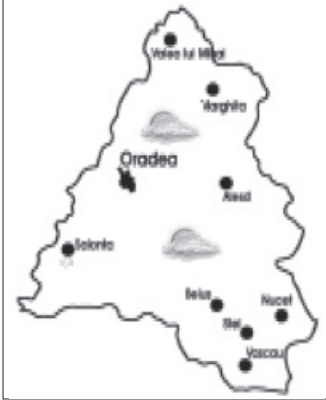 Valea lui Mihai
Marghita
Oradea
Alesd
Salonta
Beius
Nucet
Stei
Vascau